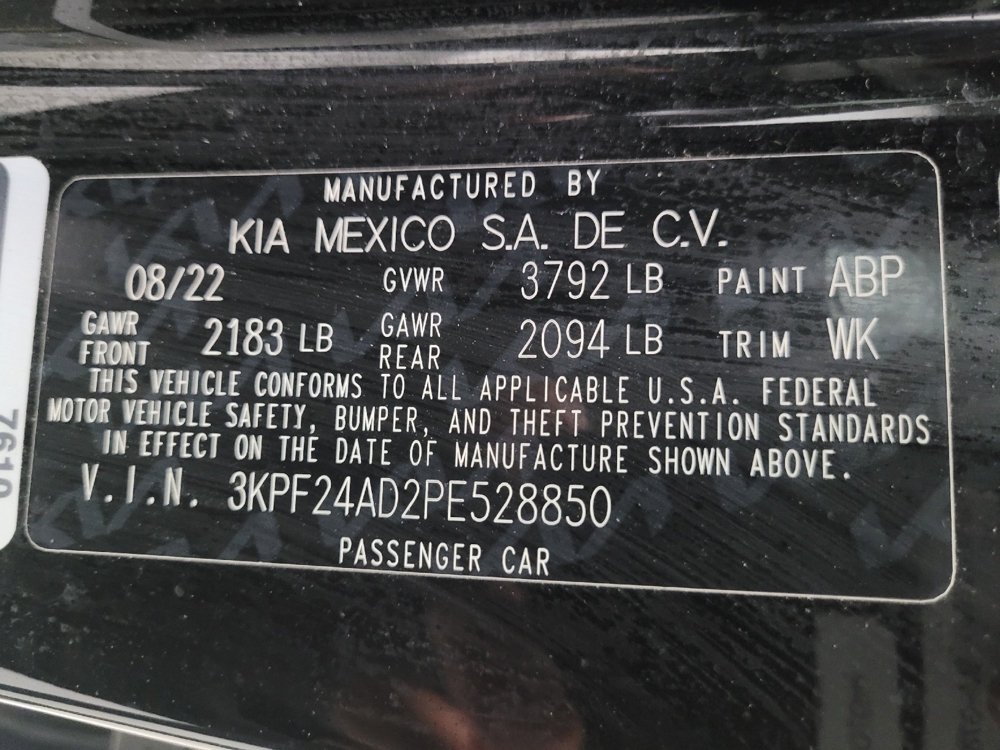 MANUFACTURED BY
KIA MEXICO S.A. DE C.V.
08/22 GVWR 3792 LB PAINT ABP
GAWR FRONT 2183 LB GAWR REAR 2094 LB TRIM WK
THIS VEHICLE CONFORMS TO ALL APPLICABLE U.S.A. FEDERAL
MOTOR VEHICLE SAFETY, BUMPER, AND THEFT PREVENTION STANDARDS
IN EFFECT ON THE DATE OF MANUFACTURE SHOWN ABOVE.
V.I.N. 3KPF24AD2PE528850
PASSENGER CAR